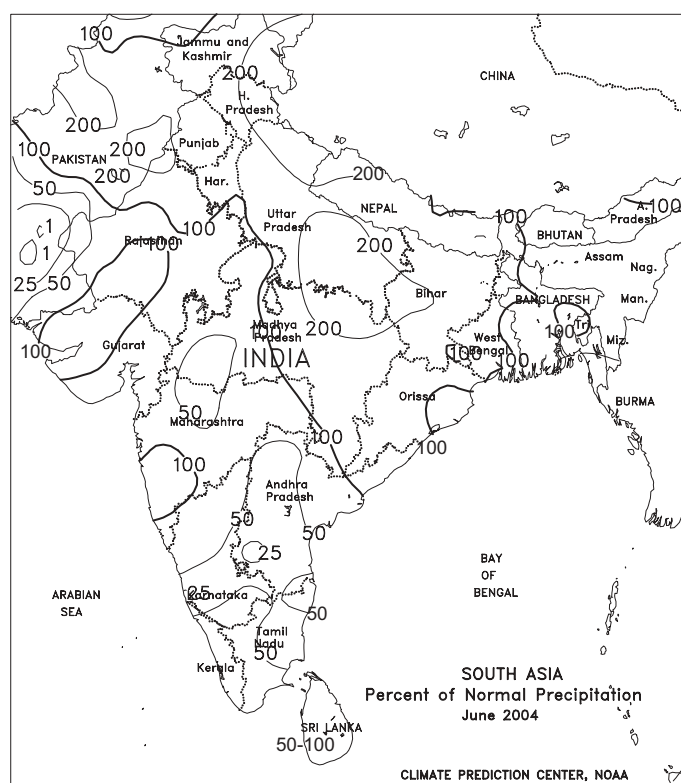 100
Jammu and
Kashmir
200
CHINA
H.
Pradesh
200
Punjab
100
PAKISTAN
200
200
50
Har.
200
NEPAL
A.
Pradesh
100
Uttar
Pradesh
100
100
BHUTAN
1
1
Rajasthan
100
200
Assam
Nag.
25
50
Bihar
BANGLADESH
Man.
200
100
Madhya
Pradesh
West
Bengal
100
Tr.
Miz.
100
Gujarat
INDIA
100
100
BURMA
50
Orissa
Maharashtra
100
100
100
Andhra
Pradesh
50
50
25
BAY
OF
BENGAL
ARABIAN
SEA
25
Karnataka
50
Tamil
Nadu
50
Kerala
SOUTH ASIA
Percent of Normal Precipitation
June 2004
SRI LANKA
50-100
CLIMATE PREDICTION CENTER, NOAA